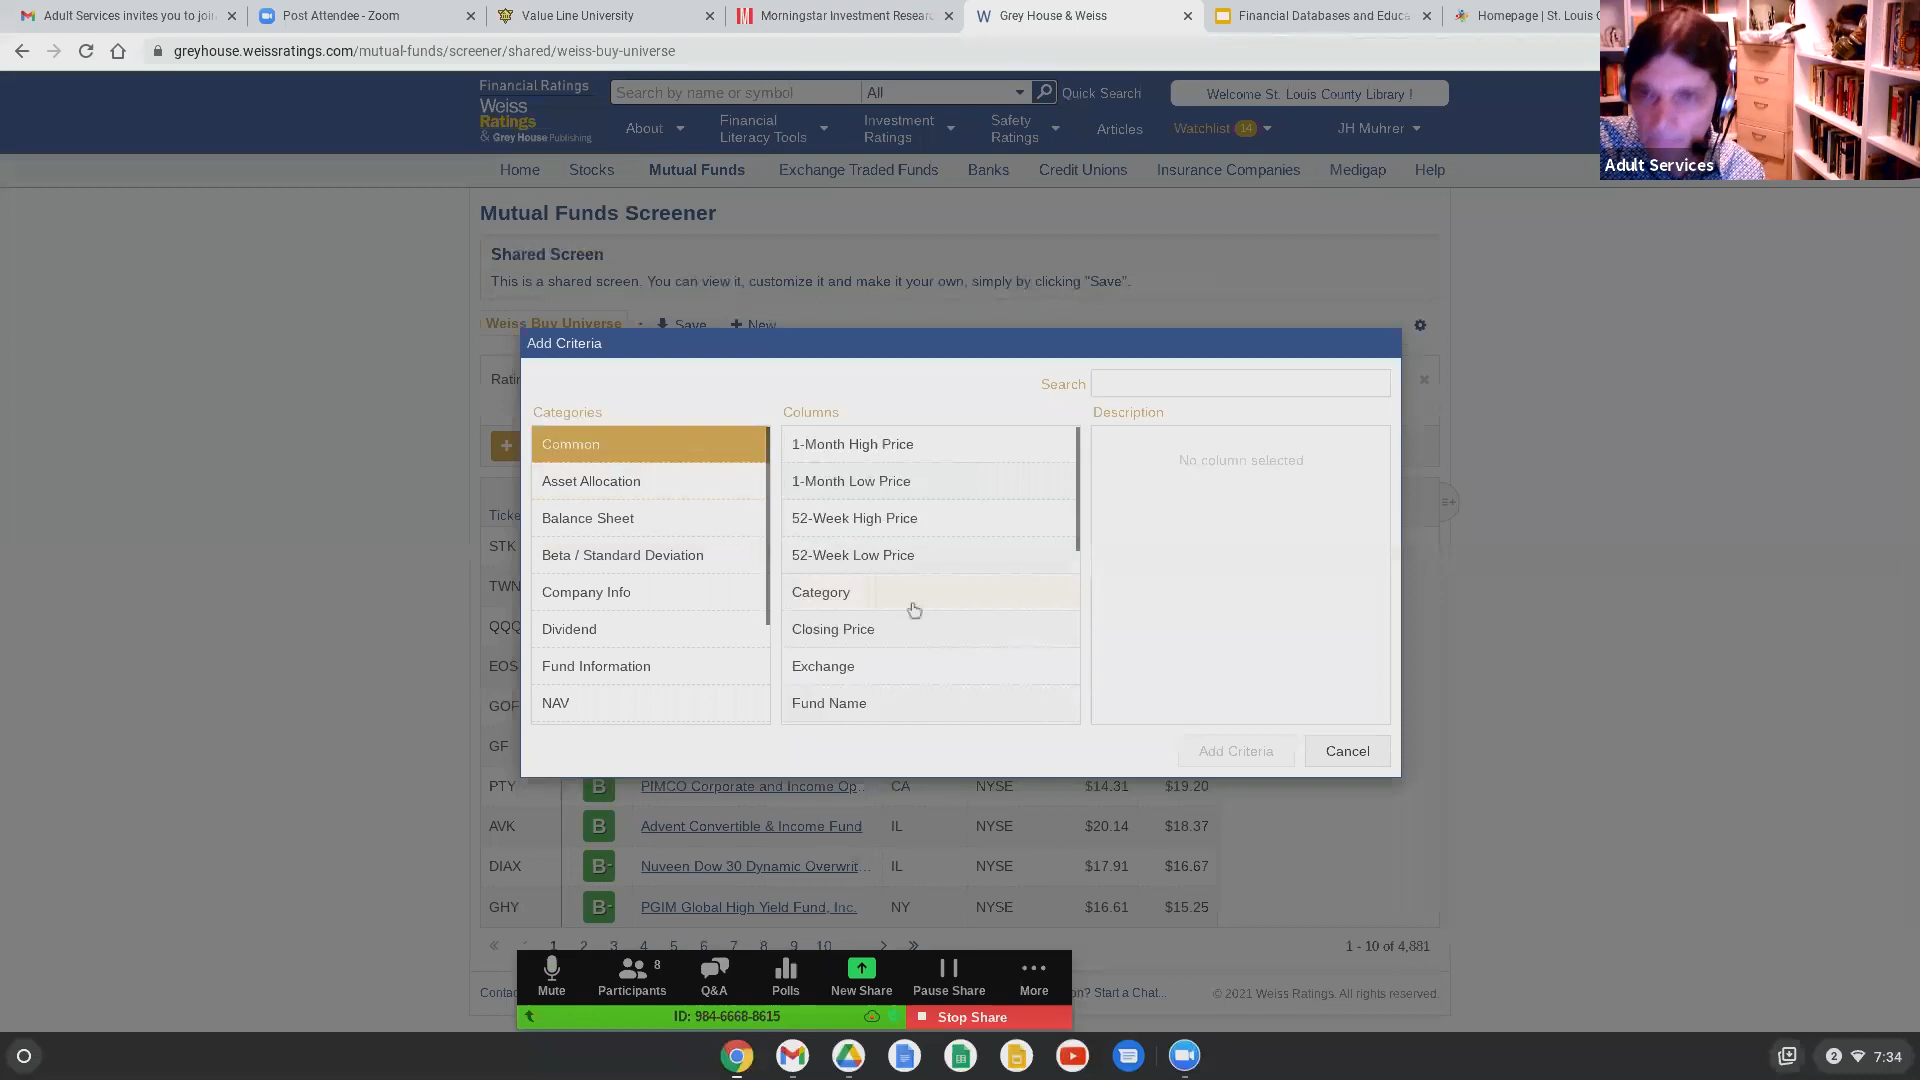 Adult Services invites you to joi
Post Attendee - Zoom
Value Line University
Morningstar Investment Resear
Grey House & Weiss
Financial Databases and Educa
Homepage | St. Louis C
greyhouse.weissratings.com/mutual-funds/screener/shared/weiss-buy-universe
Adult Services
Financial Ratings
Weiss
Ratings
& Grey House Publishing
Search by name or symbol
All
Quick Search
Welcome St. Louis County Library !
About
Financial Literacy Tools
Investment Ratings
Safety Ratings
Articles
Watchlist 14
JH Muhrer
Home
Stocks
Mutual Funds
Exchange Traded Funds
Banks
Credit Unions
Insurance Companies
Medigap
Help
Mutual Funds Screener
Shared Screen
This is a shared screen. You can view it, customize it and make it your own, simply by clicking "Save".
Weiss Buy Universe
Save
New
Ratin
Add Criteria
Search
Categories
Columns
Description
Common
1-Month High Price
No column selected
Asset Allocation
1-Month Low Price
Balance Sheet
52-Week High Price
Beta / Standard Deviation
52-Week Low Price
Company Info
Category
Dividend
Closing Price
Fund Information
Exchange
NAV
Fund Name
Add Criteria
Cancel
Ticke
STK
TWN
QQQ
EOS
GOF
GF
PTY B PIMCO Corporate and Income Op... CA NYSE $14.31 $19.20
AVK B Advent Convertible & Income Fund IL NYSE $20.14 $18.37
DIAX B- Nuveen Dow 30 Dynamic Overwrit... IL NYSE $17.91 $16.67
GHY B- PGIM Global High Yield Fund, Inc. NY NYSE $16.61 $15.25
« 1 2 3 4 5 6 7 8 9 10 > »
1 - 10 of 4,881
Contac
on? Start a Chat...
© 2021 Weiss Ratings. All rights reserved.
Mute
Participants 8
Q&A
Polls
New Share
Pause Share
More
ID: 984-6668-8615
Stop Share
2
7:34